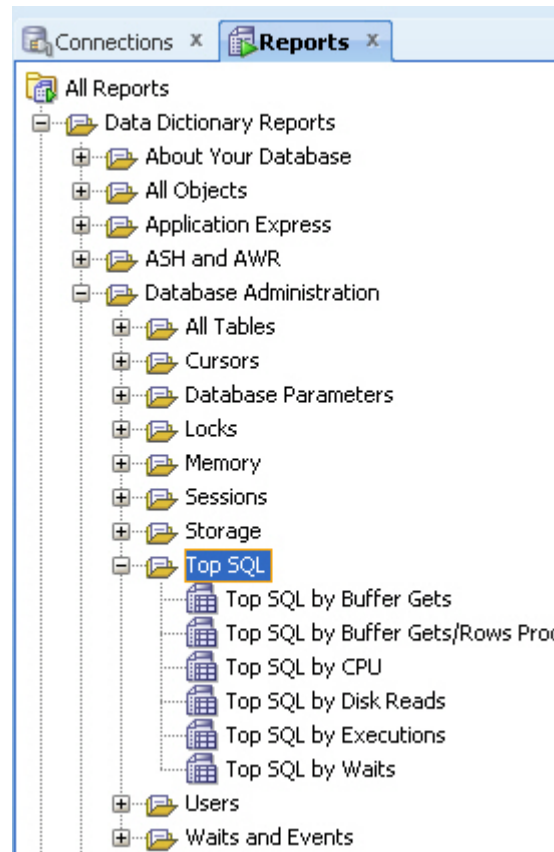 Connections x Reports x
All Reports
Data Dictionary Reports
About Your Database
All Objects
Application Express
ASH and AWR
Database Administration
All Tables
Cursors
Database Parameters
Locks
Memory
Sessions
Storage
Top SQL
Top SQL by Buffer Gets
Top SQL by Buffer Gets/Rows Proc
Top SQL by CPU
Top SQL by Disk Reads
Top SQL by Executions
Top SQL by Waits
Users
Waits and Events